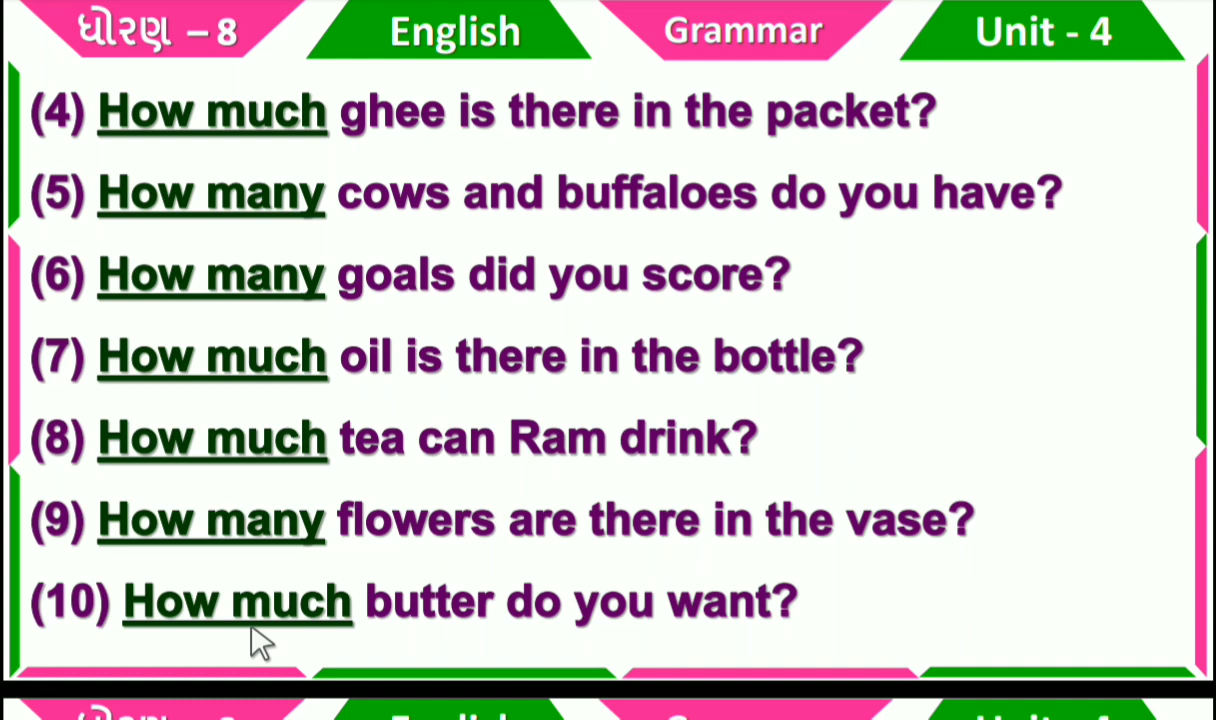 ધોરણ – 8 English Grammar Unit - 4
(4) How much ghee is there in the packet?
(5) How many cows and buffaloes do you have?
(6) How many goals did you score?
(7) How much oil is there in the bottle?
(8) How much tea can Ram drink?
(9) How many flowers are there in the vase?
(10) How much butter do you want?